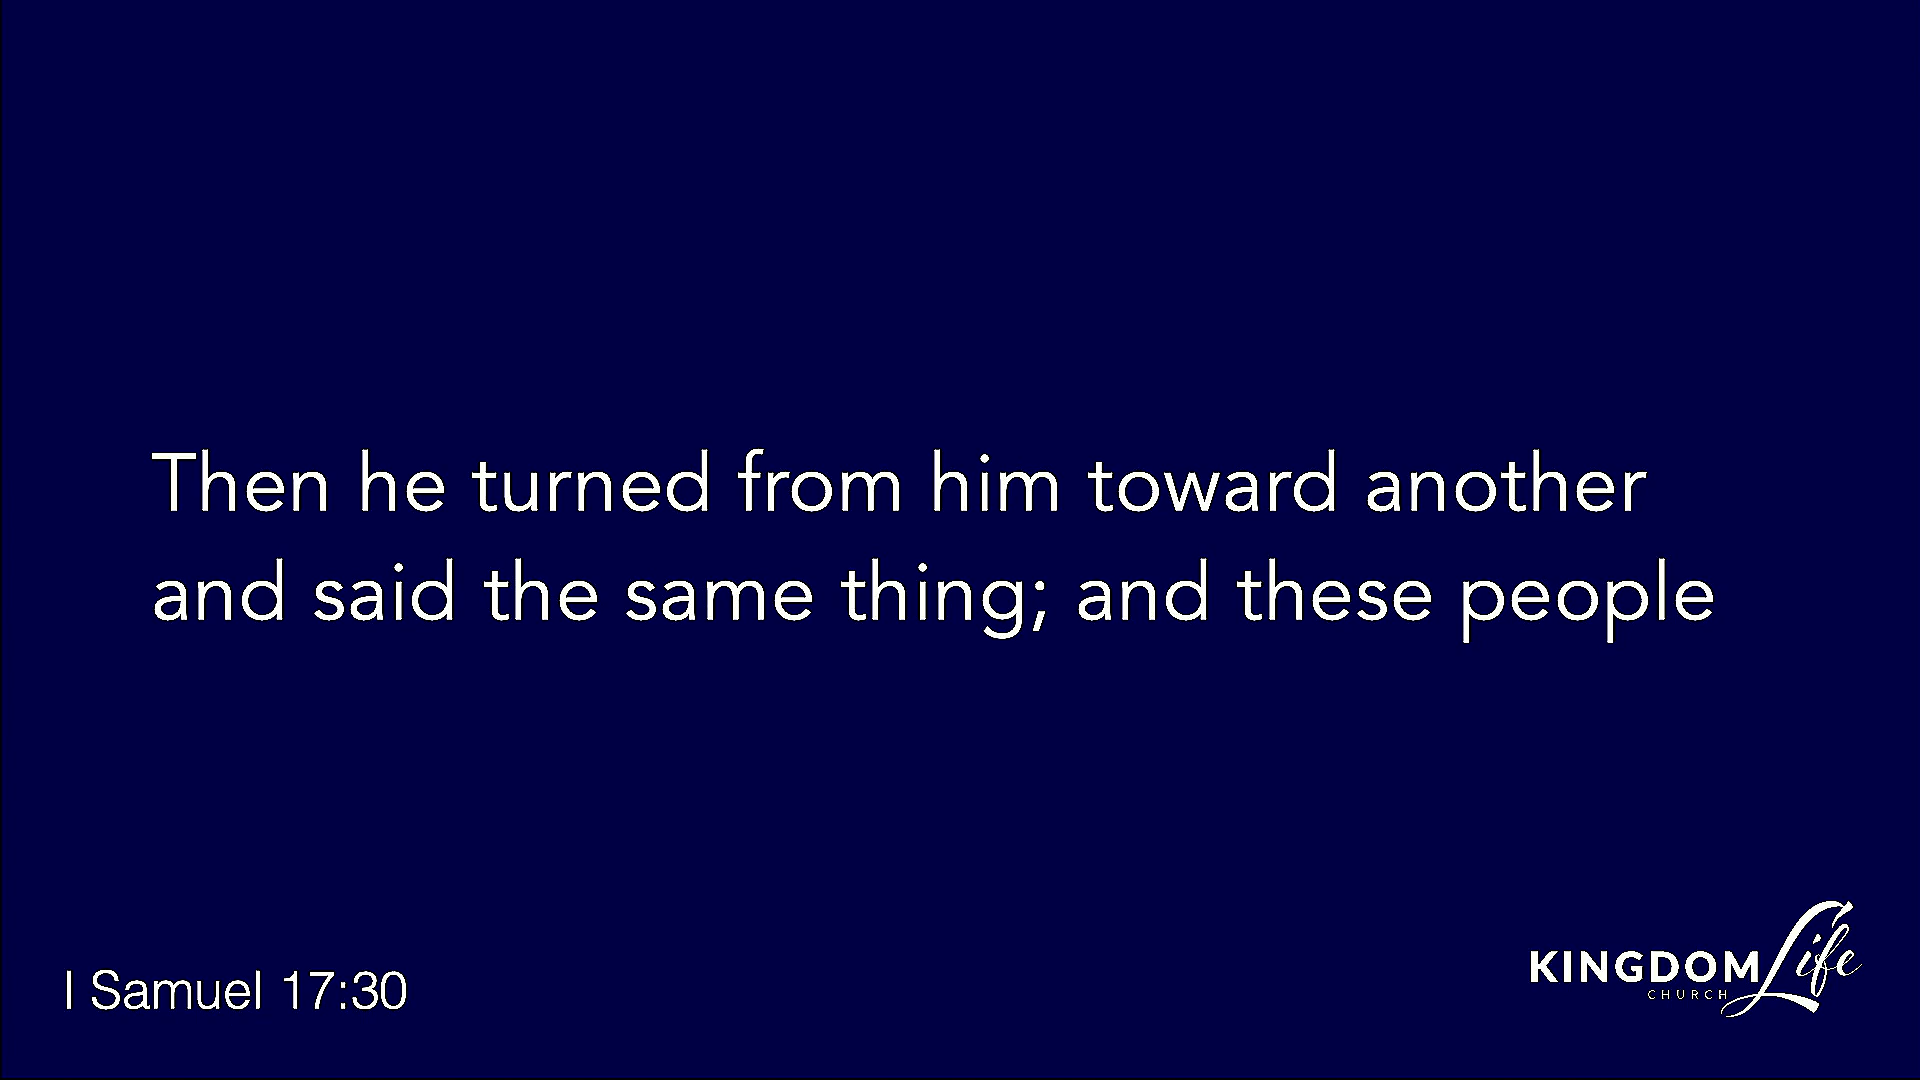 Then he turned from him toward another
and said the same thing; and these people
I Samuel 17:30
KINGDOM Life
CHURCH